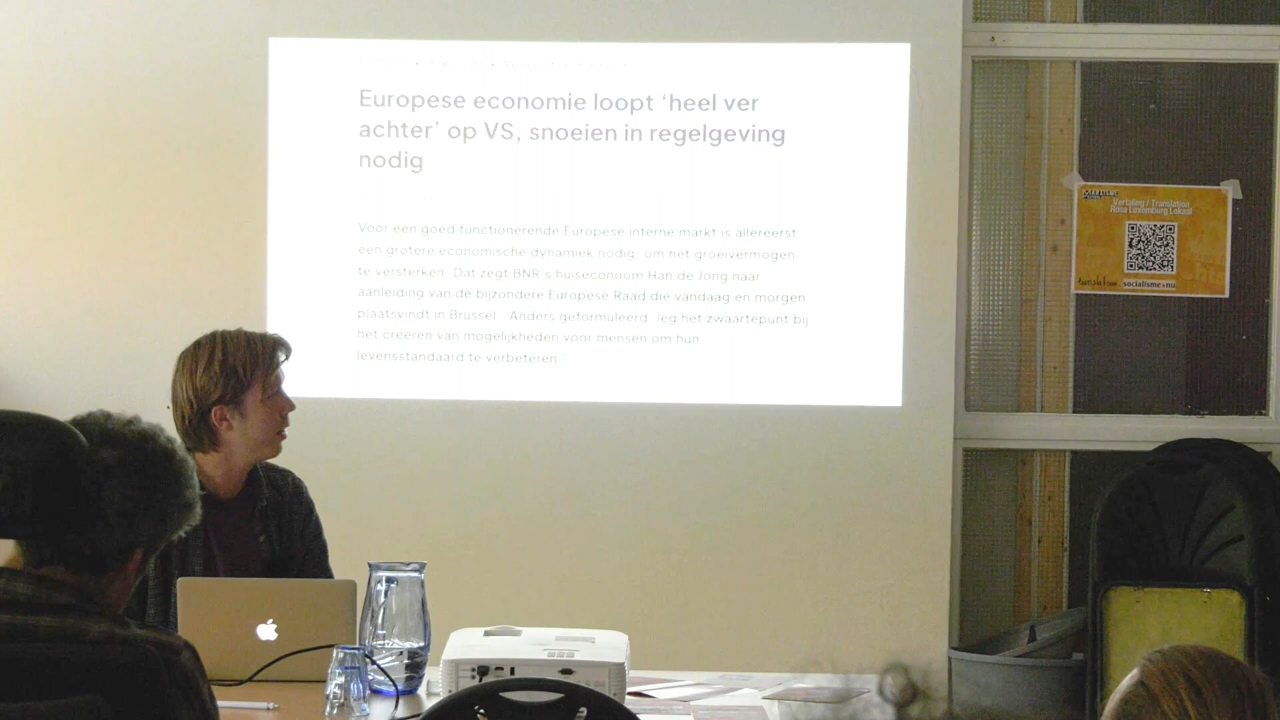 Europese economie loopt ‘heel ver
achter’ op VS, snoeien in regelgeving
nodig
Voor een goed functionerende Europese interne markt is allereerst
een grotere economische dynamiek nodig om het groeivermogen
te versterken. Dat zegt BNR's huiseconoom Han de Jong naar
aanleiding van de bijzondere Europese Raad die vandaag en morgen
plaatsvindt in Brussel. 'Anders geformuleerd: leg het zwaartepunt bij
het creëren van mogelijkheden voor mensen om hun
levensstandaard te verbeteren.'
Vertaling / Translation
Rosa Luxemburg Lokaal
translation
socialisme.nu